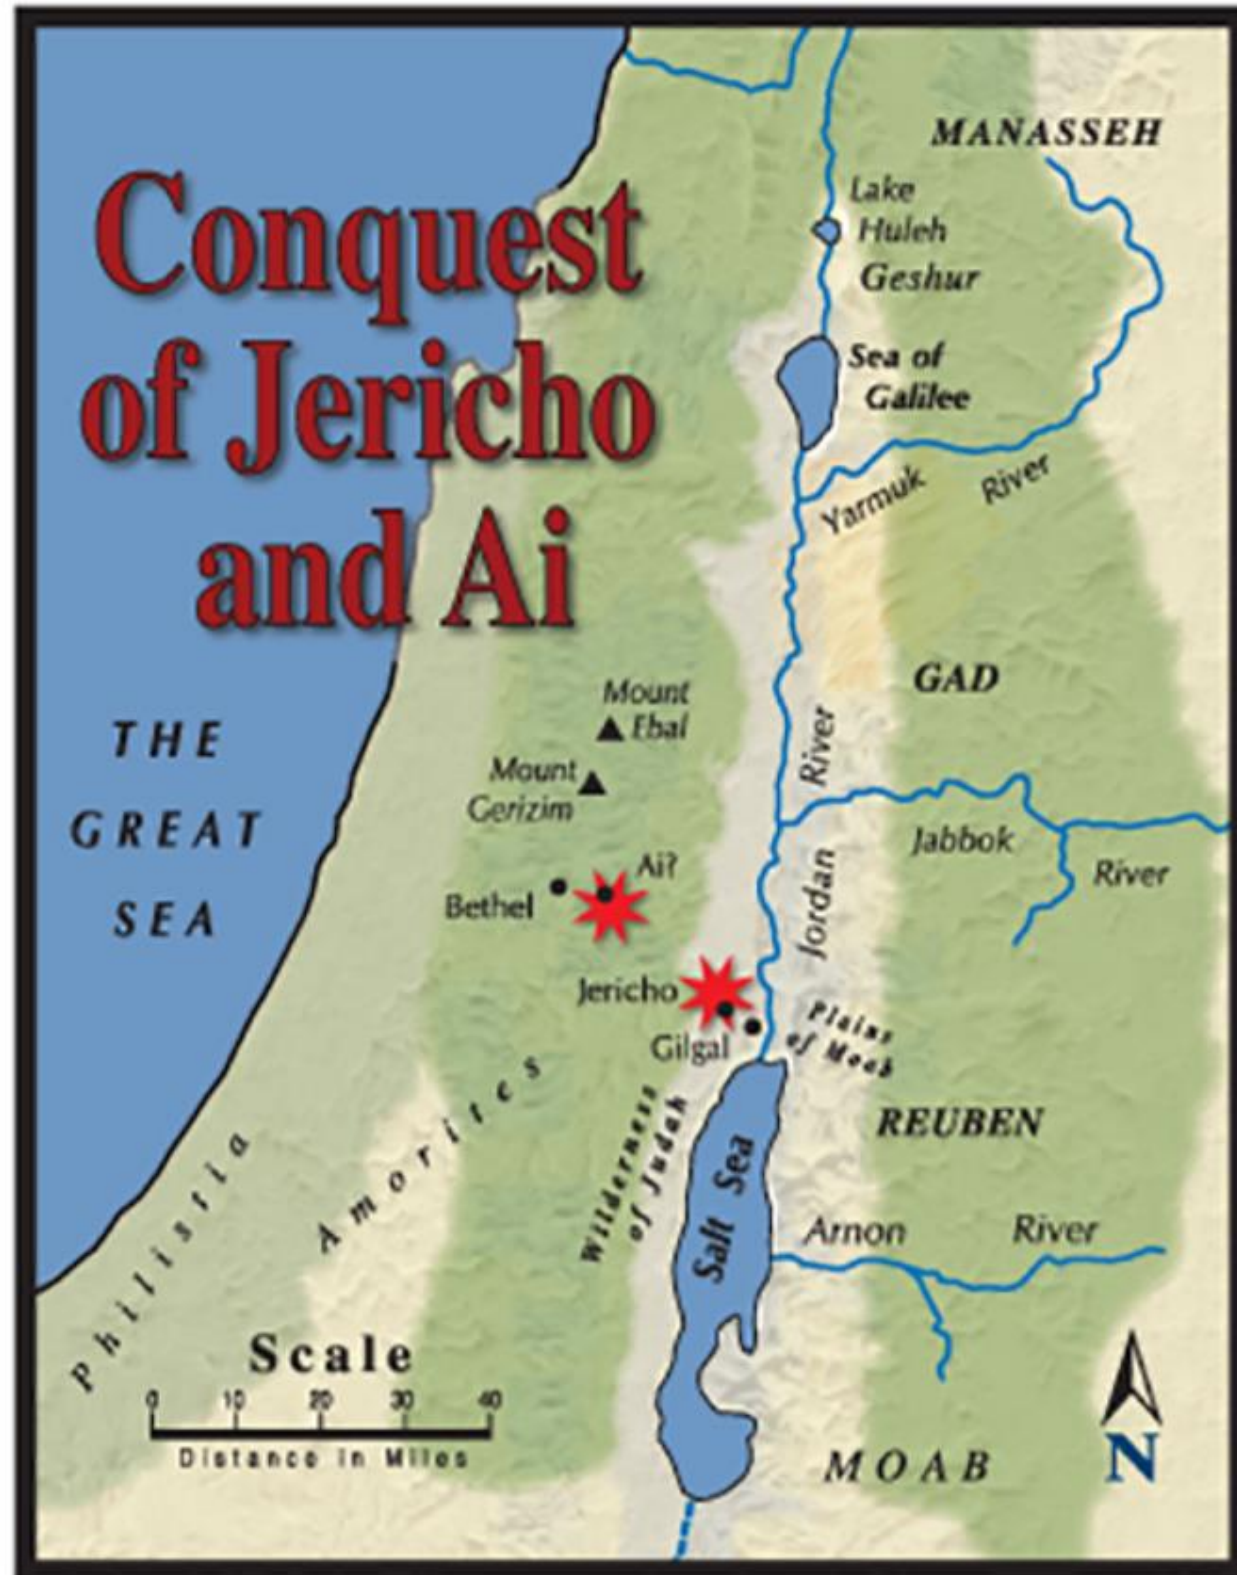 Conquest
of Jericho
and Ai
MANASSEH
Lake
Huleh
Geshur
Sea of
Galilee
Yarmuk River
GAD
Mount
Ebal
Mount
Gerizim
THE
GREAT
SEA
Jordan River
Jabbok River
Ai?
Bethel
Jericho
Gilgal
Plains
of Moab
REUBEN
Amorites
Wilderness
of Judah
Philistia
Salt Sea
Arnon River
MOAB
Scale
0 10 20 30 40
Distance in Miles
N